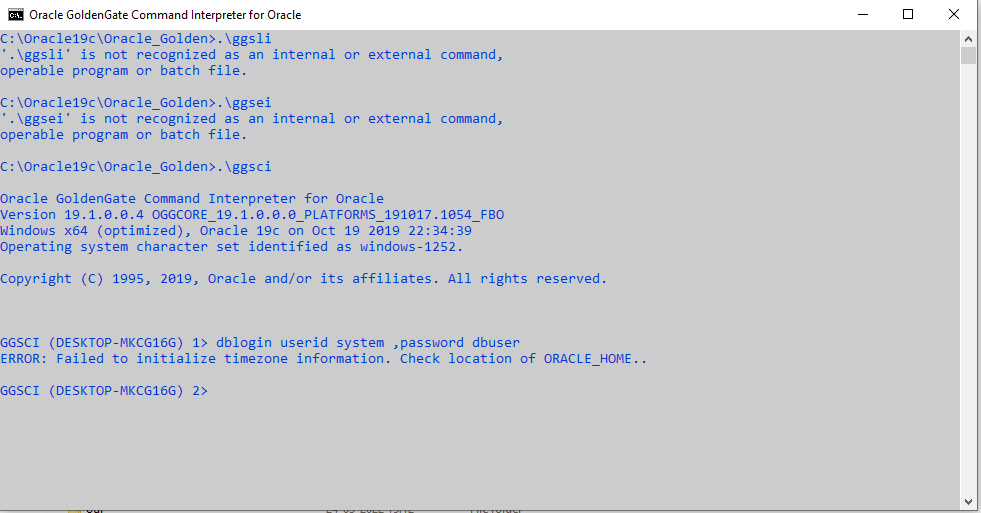 Oracle GoldenGate Command Interpreter for Oracle
C:\Oracle19c\Oracle_Golden>.\ggsli
'.\ggsli' is not recognized as an internal or external command,
operable program or batch file.
C:\Oracle19c\Oracle_Golden>.\ggsei
'.\ggsei' is not recognized as an internal or external command,
operable program or batch file.
C:\Oracle19c\Oracle_Golden>.\ggsci
Oracle GoldenGate Command Interpreter for Oracle
Version 19.1.0.0.4 OGGCORE_19.1.0.0.0_PLATFORMS_191017.1054_FBO
Windows x64 (optimized), Oracle 19c on Oct 19 2019 22:34:39
Operating system character set identified as windows-1252.
Copyright (C) 1995, 2019, Oracle and/or its affiliates. All rights reserved.
GGSCI (DESKTOP-MKCG16G) 1> dblogin userid system ,password dbuser
ERROR: Failed to initialize timezone information. Check location of ORACLE_HOME..
GGSCI (DESKTOP-MKCG16G) 2>